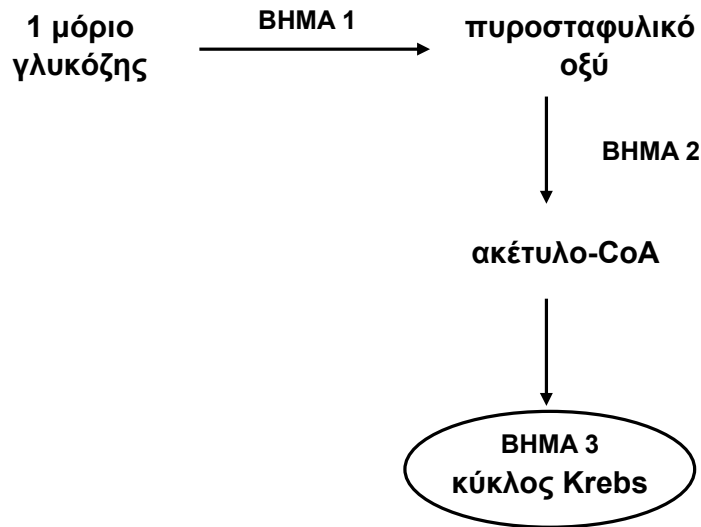 1 μόριο
γλυκόζης
ΒΗΜΑ 1
πυροσταφυλικό
οξύ
ΒΗΜΑ 2
ακέτυλο-CoA
ΒΗΜΑ 3
κύκλος Krebs